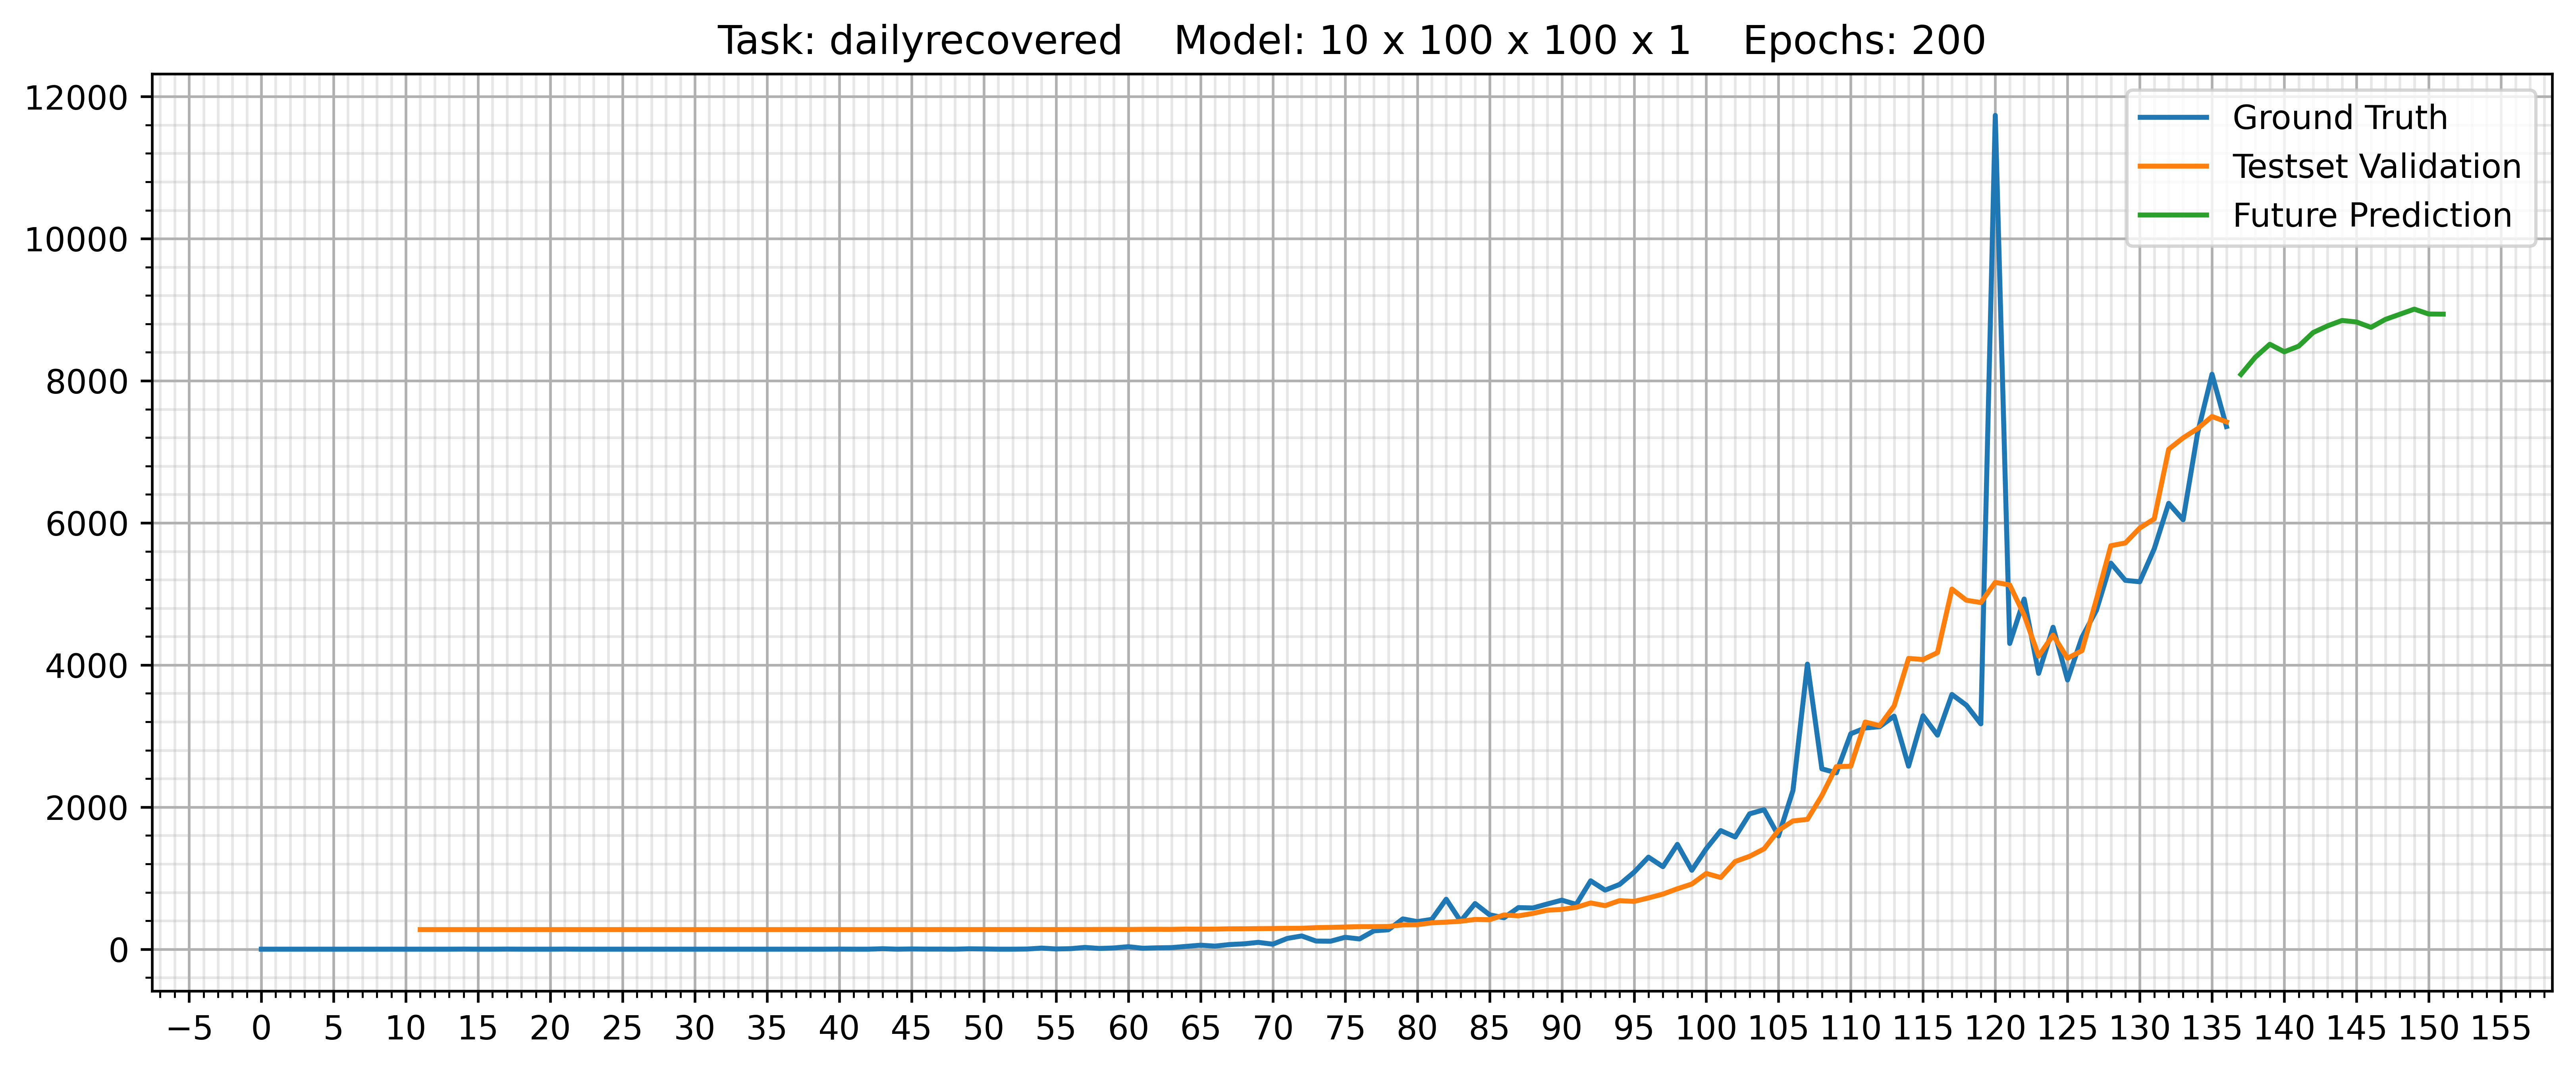 Task: dailyrecovered    Model: 10 x 100 x 100 x 1    Epochs: 200
12000
10000
8000
6000
4000
2000
0
Ground Truth
Testset Validation
Future Prediction
−5 0 5 10 15 20 25 30 35 40 45 50 55 60 65 70 75 80 85 90 95 100 105 110 115 120 125 130 135 140 145 150 155